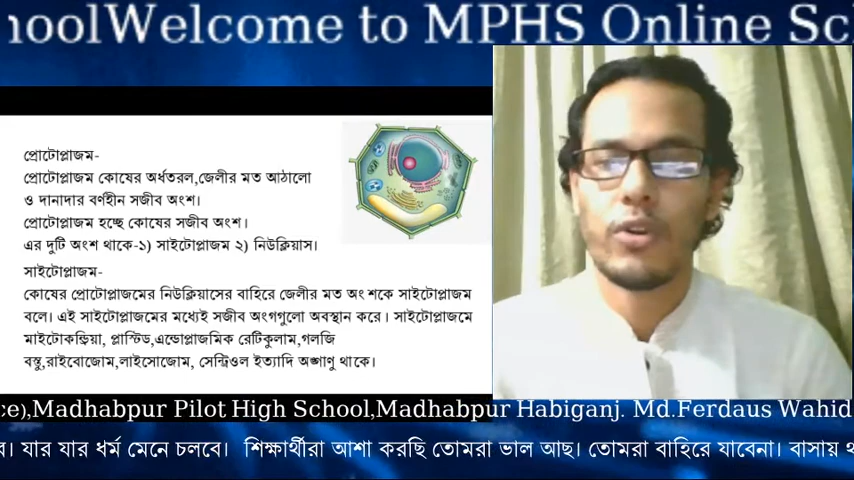 hoolWelcome to MPHS Online Sc
প্রোটোপ্লাজম-
প্রোটোপ্লাজম কোষের অর্ধতরল,জেলীর মত আঠালো
ও দানাদার বর্ণহীন সজীব অংশ।
প্রোটোপ্লাজম হচ্ছে কোষের সজীব অংশ।
এর দুটি অংশ থাকে-১) সাইটোপ্লাজম ২) নিউক্লিয়াস।
সাইটোপ্লাজম-
কোষের প্রোটোপ্লাজমের নিউক্লিয়াসের বাহিরে জেলীর মত অংশকে সাইটোপ্লাজম
বলে। এই সাইটোপ্লাজমের মধ্যেই সজীব অংগগুলো অবস্থান করে। সাইটোপ্লাজমে
মাইটোকন্ড্রিয়া, প্লাস্টিড,এন্ডোপ্লাজমিক রেটিকুলাম,গলজি
বস্তু,রাইবোজোম,লাইসোজোম, সেন্ট্রিওল ইত্যাদি অঙ্গাণু থাকে।
ce),Madhabpur Pilot High School,Madhabpur Habiganj. Md.Ferdaus Wahid
। যার যার ধর্ম মেনে চলবে। শিক্ষার্থীরা আশা করছি তোমরা ভাল আছ। তোমরা বাহিরে যাবেনা। বাসায়